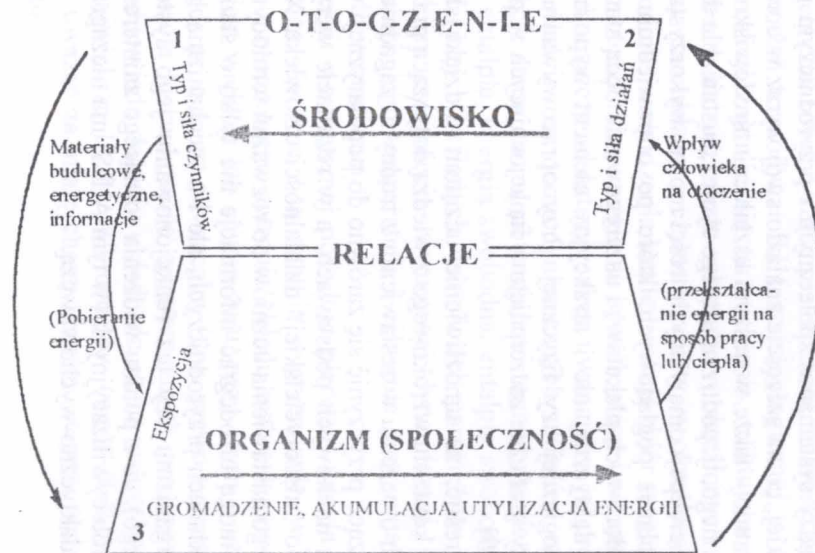 O-T-O-C-Z-E-N-I-E
1
2
Typ i siła czynników
Typ i siła działań
ŚRODOWISKO
Materiały
budulcowe,
energetyczne,
informacje
Wpływ
człowieka
na otoczenie
RELACJE
(Pobieranie
energii)
(przekształca-
nie energii na
sposób pracy
lub ciepła)
Ekspozycja
ORGANIZM (SPOŁECZNOŚĆ)
GROMADZENIE, AKUMULACJA, UTYLIZACJA ENERGII
3